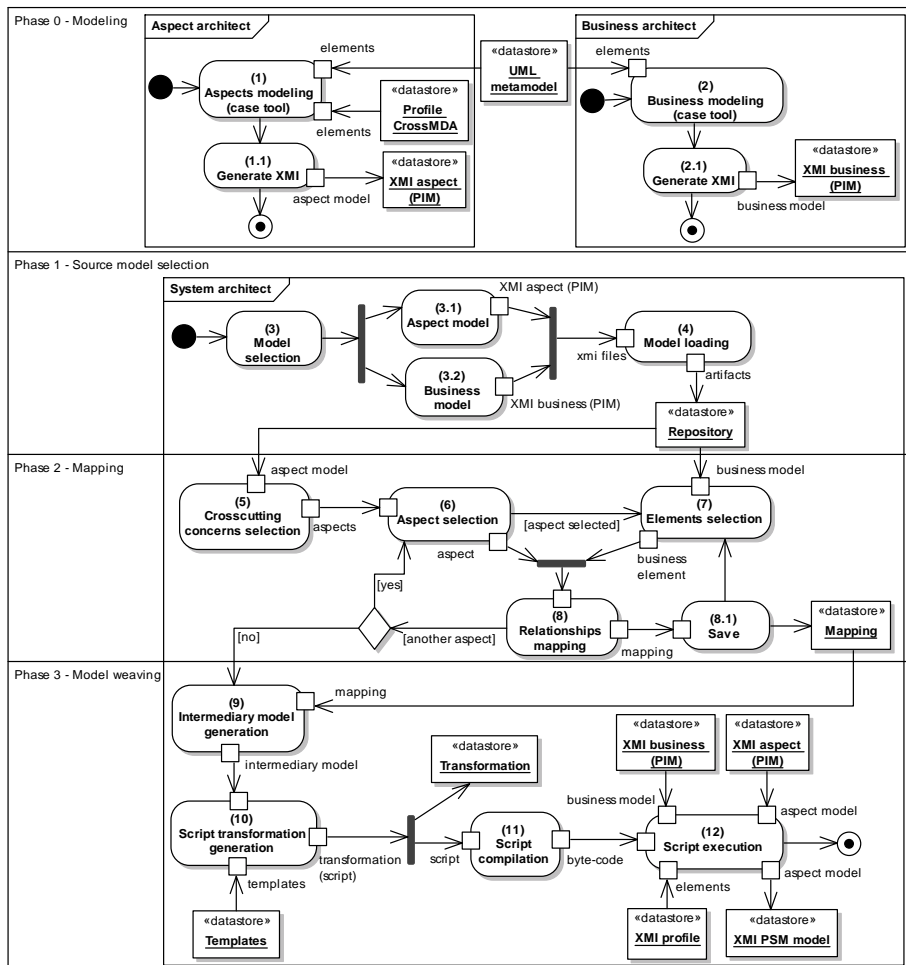 Phase 0 - Modeling
Aspect architect
Business architect
elements
«datastore»
UML
metamodel
elements
(1)
Aspects modeling
(case tool)
«datastore»
Profile
CrossMDA
elements
(2)
Business modeling
(case tool)
(1.1)
Generate XMI
aspect model
«datastore»
XMI aspect
(PIM)
(2.1)
Generate XMI
business model
«datastore»
XMI business
(PIM)
Phase 1 - Source model selection
System architect
(3)
Model
selection
(3.1)
Aspect model
XMI aspect (PIM)
(3.2)
Business
model
XMI business (PIM)
xmi files
(4)
Model loading
artifacts
«datastore»
Repository
Phase 2 - Mapping
aspect model
business model
(5)
Crosscutting
concerns selection
aspects
(6)
Aspect selection
[aspect selected]
aspect
(7)
Elements selection
business
element
[yes]
[no]
[another aspect]
(8)
Relationships
mapping
mapping
(8.1)
Save
«datastore»
Mapping
Phase 3 - Model weaving
mapping
(9)
Intermediary model
generation
intermediary model
«datastore»
Transformation
«datastore»
XMI business
(PIM)
«datastore»
XMI aspect
(PIM)
business model
aspect model
(10)
Script transformation
generation
transformation
(script)
script
(11)
Script
compilation
byte-code
(12)
Script execution
templates
elements
aspect model
«datastore»
Templates
«datastore»
XMI profile
«datastore»
XMI PSM model